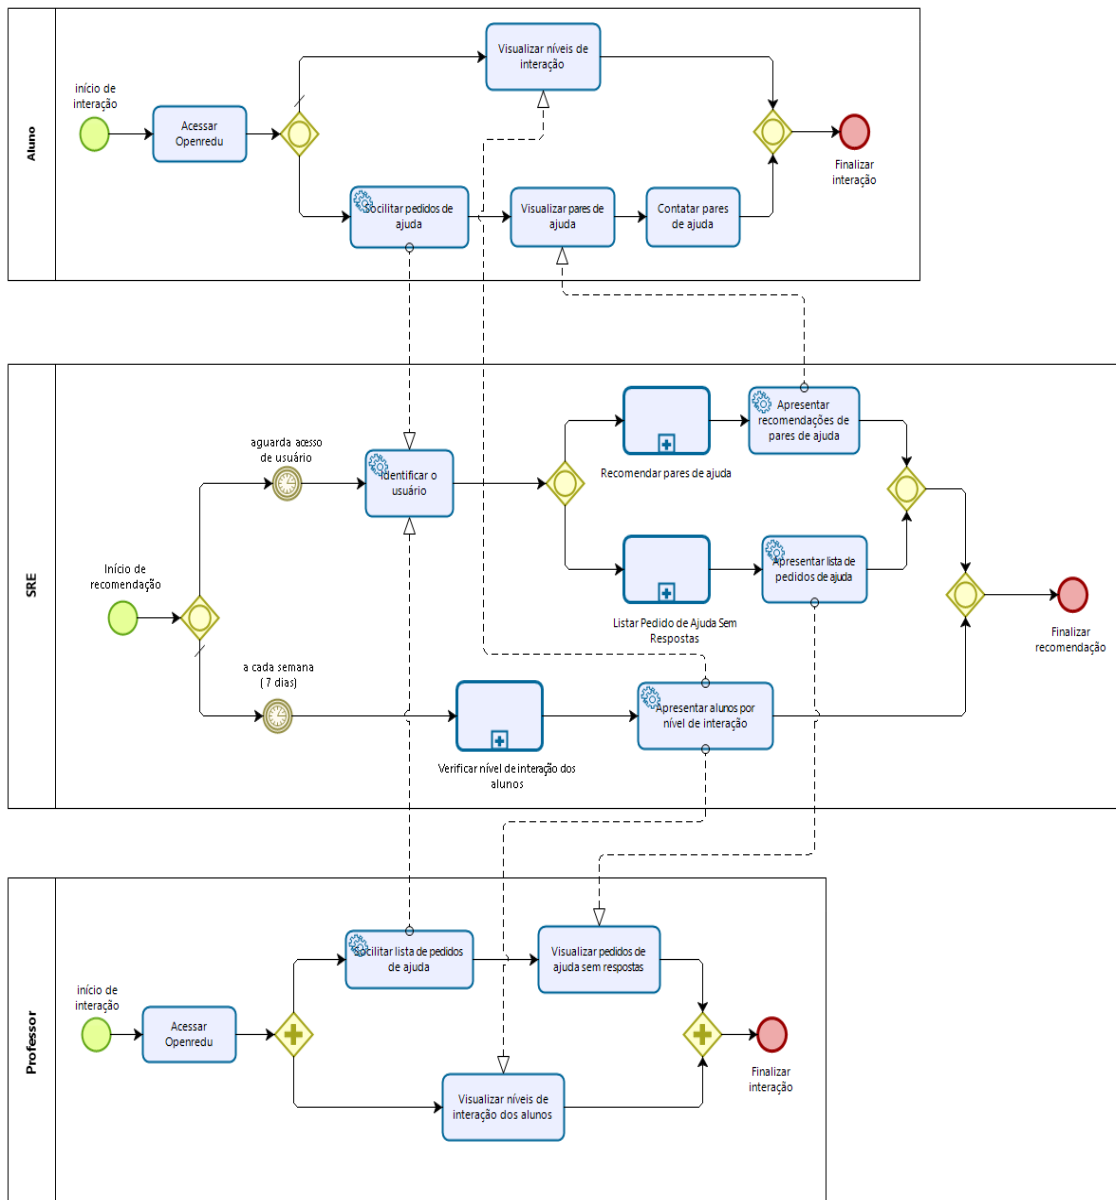 Aluno
início de
interação
Acessar
Openredu
Visualizar níveis de
interação
Socilitar pedidos de
ajuda
Visualizar pares de
ajuda
Contatar pares
de ajuda
Finalizar
interação
SRE
Início de
recomendação
aguarda acesso
de usuário
Identificar o
usuário
Recomendar pares de ajuda
Apresentar
recomendações de
pares de ajuda
Listar Pedido de Ajuda Sem
Respostas
Apresentar lista de
pedidos de ajuda
a cada semana
( 7 dias)
Verificar nível de interação dos
alunos
Apresentar alunos por
nível de interação
Finalizar
recomendação
Professor
início de
interação
Acessar
Openredu
Socilitar lista de pedidos
de ajuda
Visualizar pedidos de
ajuda sem respostas
Visualizar níveis de
interação dos alunos
Finalizar
interação